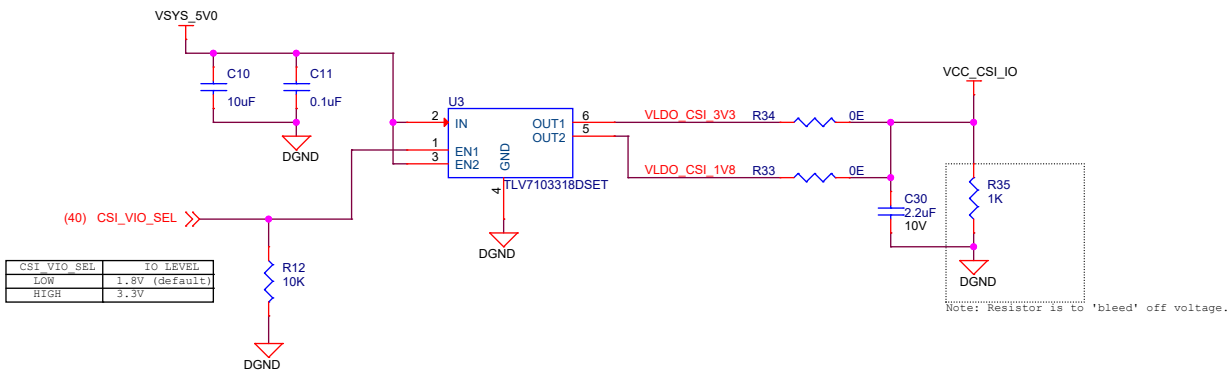 VSYS_5V0
C10
10uF
C11
0.1uF
DGND
U3
2 IN
1 EN1
3 EN2
GND
4
OUT1 6
OUT2 5
TLV7103318DSET
DGND
VLDO_CSI_3V3 R34 0E
VLDO_CSI_1V8 R33 0E
VCC_CSI_IO
C30
2.2uF
10V
R35
1K
DGND
Note: Resistor is to 'bleed' off voltage.
(40) CSI_VIO_SEL
R12
10K
DGND
CSI_VIO_SEL IO LEVEL
LOW 1.8V (default)
HIGH 3.3V